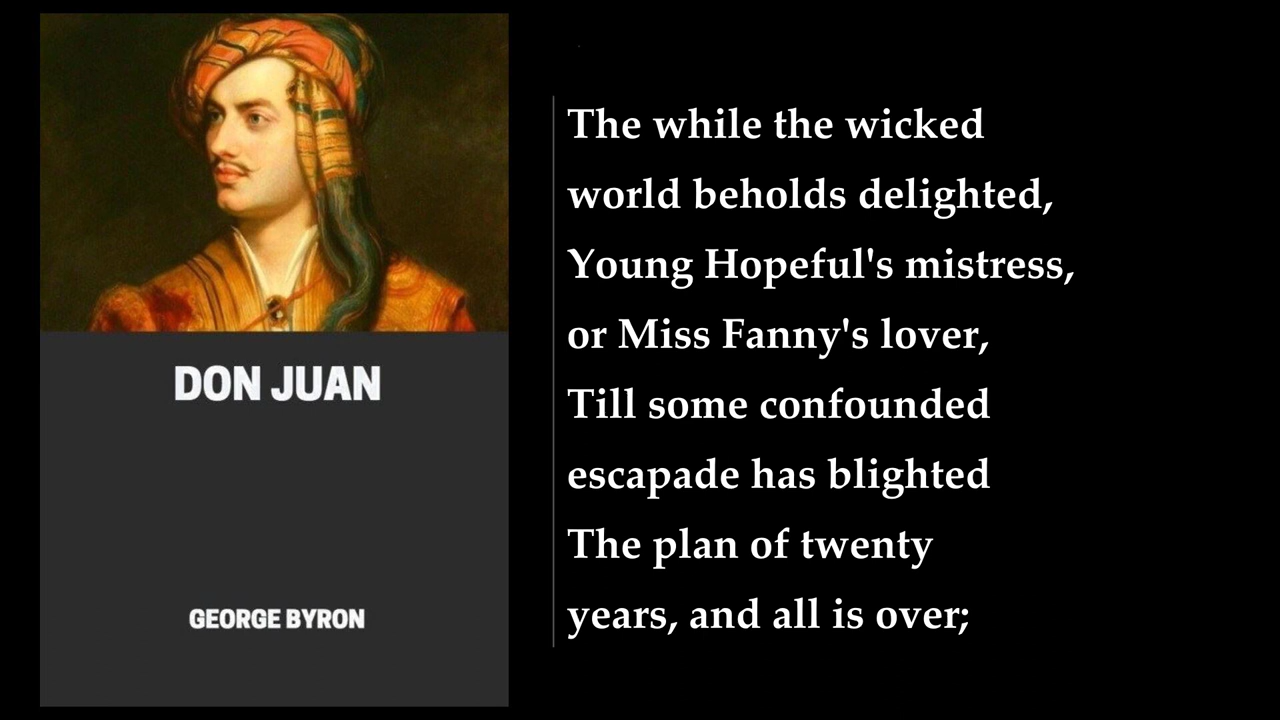 DON JUAN
GEORGE BYRON
The while the wicked
world beholds delighted,
Young Hopeful's mistress,
or Miss Fanny's lover,
Till some confounded
escapade has blighted
The plan of twenty
years, and all is over;